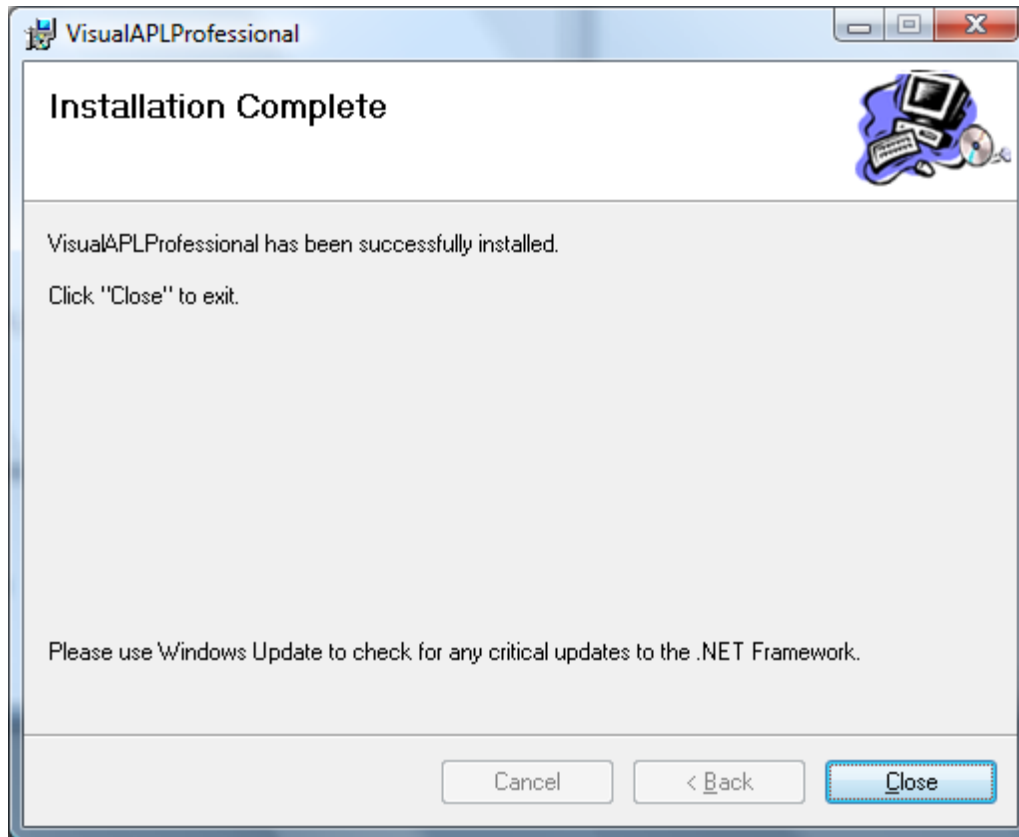 VisualAPLProfessional
Installation Complete
VisualAPLProfessional has been successfully installed.
Click "Close" to exit.
Please use Windows Update to check for any critical updates to the .NET Framework.
Cancel
< Back
Close